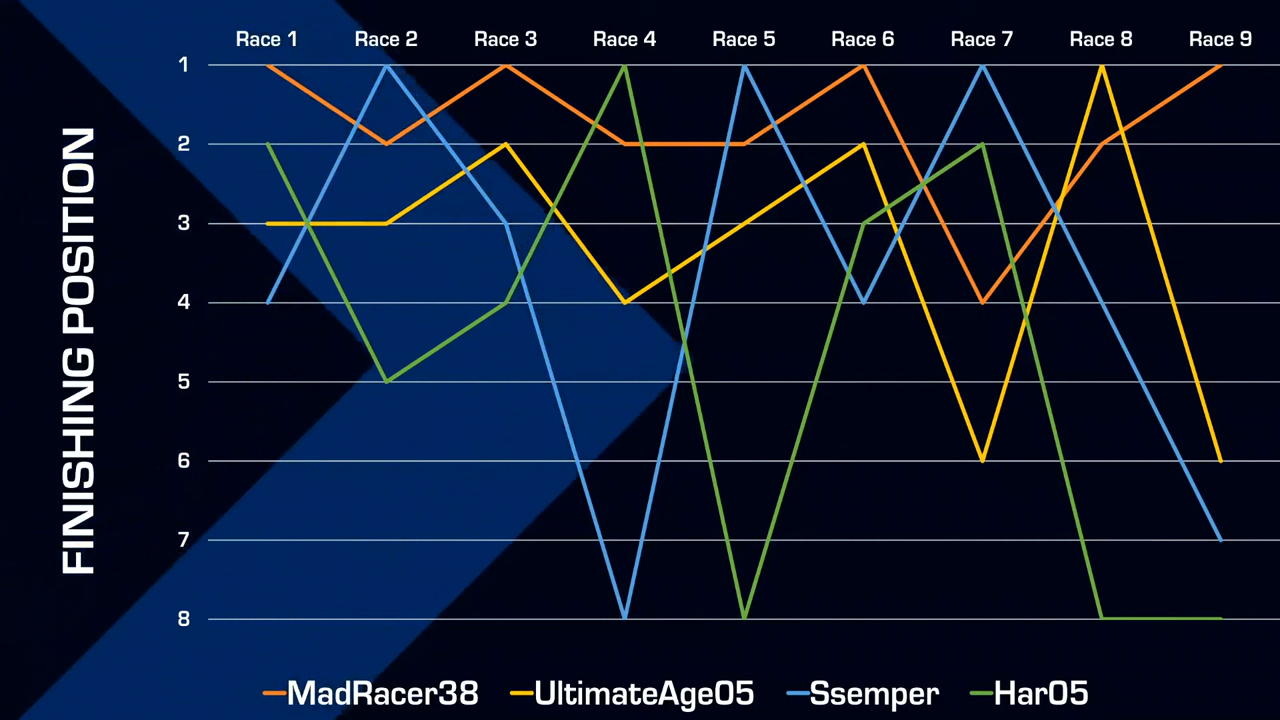 Race 1 Race 2 Race 3 Race 4 Race 5 Race 6 Race 7 Race 8 Race 9
FINISHING POSITION
1
2
3
4
5
6
7
8
MadRacer38 UltimateAge05 Ssemper Har05